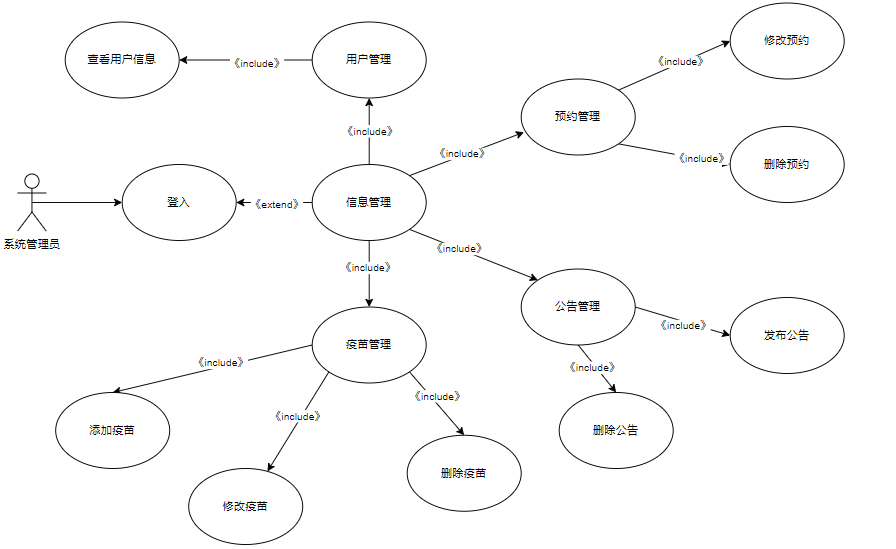 修改预约
查看用户信息
《include》
用户管理
《include》
《include》
预约管理
《include》
《include》
《include》
删除预约
系统管理员
登入
《extend》
信息管理
《include》
《include》
公告管理
《include》
发布公告
疫苗管理
《include》
《include》
《include》
《include》
添加疫苗
删除公告
删除疫苗
修改疫苗